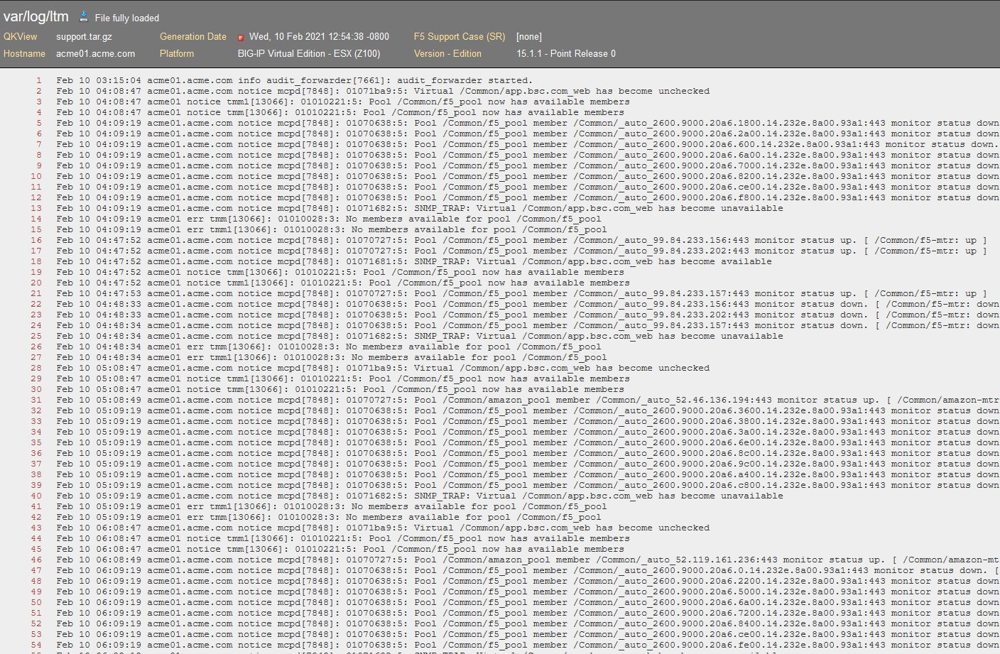 var/log/ltm File fully loaded
QKView support.tar.gz Generation Date Wed, 10 Feb 2021 12:54:38 -0800 F5 Support Case (SR) [none]
Hostname acme01.acme.com Platform BIG-IP Virtual Edition - ESX (Z100) Version - Edition 15.1.1 - Point Release 0
1 Feb 10 03:15:04 acme01.acme.com info audit_forwarder[7661]: audit_forwarder started.
2 Feb 10 04:08:47 acme01.acme.com notice mcpd[7848]: 01071ba9:5: Virtual /Common/app.bsc.com_web has become unchecked
3 Feb 10 04:08:47 acme01 notice tmm1[13066]: 01010221:5: Pool /Common/f5_pool now has available members
4 Feb 10 04:08:47 acme01 notice tmm[13066]: 01010221:5: Pool /Common/f5_pool now has available members
5 Feb 10 04:09:19 acme01.acme.com notice mcpd[7848]: 01070638:5: Pool /Common/f5_pool member /Common/_auto_2600.9000.20a6.1800.14.232e.8a00.93a1:443 monitor status down
6 Feb 10 04:09:19 acme01.acme.com notice mcpd[7848]: 01070638:5: Pool /Common/f5_pool member /Common/_auto_2600.9000.20a6.2a00.14.232e.8a00.93a1:443 monitor status down
7 Feb 10 04:09:19 acme01.acme.com notice mcpd[7848]: 01070638:5: Pool /Common/f5_pool member /Common/_auto_2600.9000.20a6.600.14.232e.8a00.93a1:443 monitor status down.
8 Feb 10 04:09:19 acme01.acme.com notice mcpd[7848]: 01070638:5: Pool /Common/f5_pool member /Common/_auto_2600.9000.20a6.6a00.14.232e.8a00.93a1:443 monitor status down
9 Feb 10 04:09:19 acme01.acme.com notice mcpd[7848]: 01070638:5: Pool /Common/f5_pool member /Common/_auto_2600.9000.20a6.7000.14.232e.8a00.93a1:443 monitor status down
10 Feb 10 04:09:19 acme01.acme.com notice mcpd[7848]: 01070638:5: Pool /Common/f5_pool member /Common/_auto_2600.9000.20a6.8200.14.232e.8a00.93a1:443 monitor status down
11 Feb 10 04:09:19 acme01.acme.com notice mcpd[7848]: 01070638:5: Pool /Common/f5_pool member /Common/_auto_2600.9000.20a6.ce00.14.232e.8a00.93a1:443 monitor status down
12 Feb 10 04:09:19 acme01.acme.com notice mcpd[7848]: 01070638:5: Pool /Common/f5_pool member /Common/_auto_2600.9000.20a6.f800.14.232e.8a00.93a1:443 monitor status down
13 Feb 10 04:09:19 acme01.acme.com notice mcpd[7848]: 01071682:5: SNMP_TRAP: Virtual /Common/app.bsc.com_web has become unavailable
14 Feb 10 04:09:19 acme01 err tmm[13066]: 01010028:3: No members available for pool /Common/f5_pool
15 Feb 10 04:09:19 acme01 err tmm1[13066]: 01010028:3: No members available for pool /Common/f5_pool
16 Feb 10 04:47:52 acme01.acme.com notice mcpd[7848]: 01070727:5: Pool /Common/f5_pool member /Common/_auto_99.84.233.156:443 monitor status up. [ /Common/f5-mtr: up ]
17 Feb 10 04:47:52 acme01.acme.com notice mcpd[7848]: 01070727:5: Pool /Common/f5_pool member /Common/_auto_99.84.233.202:443 monitor status up. [ /Common/f5-mtr: up ]
18 Feb 10 04:47:52 acme01.acme.com notice mcpd[7848]: 01071681:5: SNMP_TRAP: Virtual /Common/app.bsc.com_web has become available
19 Feb 10 04:47:52 acme01 notice tmm[13066]: 01010221:5: Pool /Common/f5_pool now has available members
20 Feb 10 04:47:52 acme01 notice tmm1[13066]: 01010221:5: Pool /Common/f5_pool now has available members
21 Feb 10 04:47:53 acme01.acme.com notice mcpd[7848]: 01070727:5: Pool /Common/f5_pool member /Common/_auto_99.84.233.157:443 monitor status up. [ /Common/f5-mtr: up ]
22 Feb 10 04:48:33 acme01.acme.com notice mcpd[7848]: 01070638:5: Pool /Common/f5_pool member /Common/_auto_99.84.233.156:443 monitor status down. [ /Common/f5-mtr: down
23 Feb 10 04:48:33 acme01.acme.com notice mcpd[7848]: 01070638:5: Pool /Common/f5_pool member /Common/_auto_99.84.233.202:443 monitor status down. [ /Common/f5-mtr: down
24 Feb 10 04:48:34 acme01.acme.com notice mcpd[7848]: 01070638:5: Pool /Common/f5_pool member /Common/_auto_99.84.233.157:443 monitor status down. [ /Common/f5-mtr: down
25 Feb 10 04:48:34 acme01.acme.com notice mcpd[7848]: 01071682:5: SNMP_TRAP: Virtual /Common/app.bsc.com_web has become unavailable
26 Feb 10 04:48:34 acme01 err tmm[13066]: 01010028:3: No members available for pool /Common/f5_pool
27 Feb 10 04:48:34 acme01 err tmm1[13066]: 01010028:3: No members available for pool /Common/f5_pool
28 Feb 10 05:08:47 acme01.acme.com notice mcpd[7848]: 01071ba9:5: Virtual /Common/app.bsc.com_web has become unchecked
29 Feb 10 05:08:47 acme01 notice tmm1[13066]: 01010221:5: Pool /Common/f5_pool now has available members
30 Feb 10 05:08:47 acme01 notice tmm[13066]: 01010221:5: Pool /Common/f5_pool now has available members
31 Feb 10 05:08:49 acme01.acme.com notice mcpd[7848]: 01070727:5: Pool /Common/amazon_pool member /Common/_auto_52.46.136.194:443 monitor status up. [ /Common/amazon-mtr
32 Feb 10 05:09:19 acme01.acme.com notice mcpd[7848]: 01070638:5: Pool /Common/f5_pool member /Common/_auto_2600.9000.20a6.3600.14.232e.8a00.93a1:443 monitor status down
33 Feb 10 05:09:19 acme01.acme.com notice mcpd[7848]: 01070638:5: Pool /Common/f5_pool member /Common/_auto_2600.9000.20a6.3800.14.232e.8a00.93a1:443 monitor status down
34 Feb 10 05:09:19 acme01.acme.com notice mcpd[7848]: 01070638:5: Pool /Common/f5_pool member /Common/_auto_2600.9000.20a6.3a00.14.232e.8a00.93a1:443 monitor status down
35 Feb 10 05:09:19 acme01.acme.com notice mcpd[7848]: 01070638:5: Pool /Common/f5_pool member /Common/_auto_2600.9000.20a6.6e00.14.232e.8a00.93a1:443 monitor status down
36 Feb 10 05:09:19 acme01.acme.com notice mcpd[7848]: 01070638:5: Pool /Common/f5_pool member /Common/_auto_2600.9000.20a6.8c00.14.232e.8a00.93a1:443 monitor status down
37 Feb 10 05:09:19 acme01.acme.com notice mcpd[7848]: 01070638:5: Pool /Common/f5_pool member /Common/_auto_2600.9000.20a6.9c00.14.232e.8a00.93a1:443 monitor status down
38 Feb 10 05:09:19 acme01.acme.com notice mcpd[7848]: 01070638:5: Pool /Common/f5_pool member /Common/_auto_2600.9000.20a6.a400.14.232e.8a00.93a1:443 monitor status down
39 Feb 10 05:09:19 acme01.acme.com notice mcpd[7848]: 01070638:5: Pool /Common/f5_pool member /Common/_auto_2600.9000.20a6.c800.14.232e.8a00.93a1:443 monitor status down
40 Feb 10 05:09:19 acme01.acme.com notice mcpd[7848]: 01071682:5: SNMP_TRAP: Virtual /Common/app.bsc.com_web has become unavailable
41 Feb 10 05:09:19 acme01 err tmm1[13066]: 01010028:3: No members available for pool /Common/f5_pool
42 Feb 10 05:09:19 acme01 err tmm[13066]: 01010028:3: No members available for pool /Common/f5_pool
43 Feb 10 06:08:47 acme01.acme.com notice mcpd[7848]: 01071ba9:5: Virtual /Common/app.bsc.com_web has become unchecked
44 Feb 10 06:08:47 acme01 notice tmm1[13066]: 01010221:5: Pool /Common/f5_pool now has available members
45 Feb 10 06:08:47 acme01 notice tmm[13066]: 01010221:5: Pool /Common/f5_pool now has available members
46 Feb 10 06:08:49 acme01.acme.com notice mcpd[7848]: 01070727:5: Pool /Common/amazon_pool member /Common/_auto_52.119.161.236:443 monitor status up. [ /Common/amazon-mt
47 Feb 10 06:09:19 acme01.acme.com notice mcpd[7848]: 01070638:5: Pool /Common/f5_pool member /Common/_auto_2600.9000.20a6.0.14.232e.8a00.93a1:443 monitor status down. [
48 Feb 10 06:09:19 acme01.acme.com notice mcpd[7848]: 01070638:5: Pool /Common/f5_pool member /Common/_auto_2600.9000.20a6.2200.14.232e.8a00.93a1:443 monitor status down
49 Feb 10 06:09:19 acme01.acme.com notice mcpd[7848]: 01070638:5: Pool /Common/f5_pool member /Common/_auto_2600.9000.20a6.5000.14.232e.8a00.93a1:443 monitor status down
50 Feb 10 06:09:19 acme01.acme.com notice mcpd[7848]: 01070638:5: Pool /Common/f5_pool member /Common/_auto_2600.9000.20a6.6a00.14.232e.8a00.93a1:443 monitor status down
51 Feb 10 06:09:19 acme01.acme.com notice mcpd[7848]: 01070638:5: Pool /Common/f5_pool member /Common/_auto_2600.9000.20a6.7200.14.232e.8a00.93a1:443 monitor status down
52 Feb 10 06:09:19 acme01.acme.com notice mcpd[7848]: 01070638:5: Pool /Common/f5_pool member /Common/_auto_2600.9000.20a6.8400.14.232e.8a00.93a1:443 monitor status down
53 Feb 10 06:09:19 acme01.acme.com notice mcpd[7848]: 01070638:5: Pool /Common/f5_pool member /Common/_auto_2600.9000.20a6.ce00.14.232e.8a00.93a1:443 monitor status down
54 Feb 10 06:09:19 acme01.acme.com notice mcpd[7848]: 01070638:5: Pool /Common/f5_pool member /Common/_auto_2600.9000.20a6.fe00.14.232e.8a00.93a1:443 monitor status down